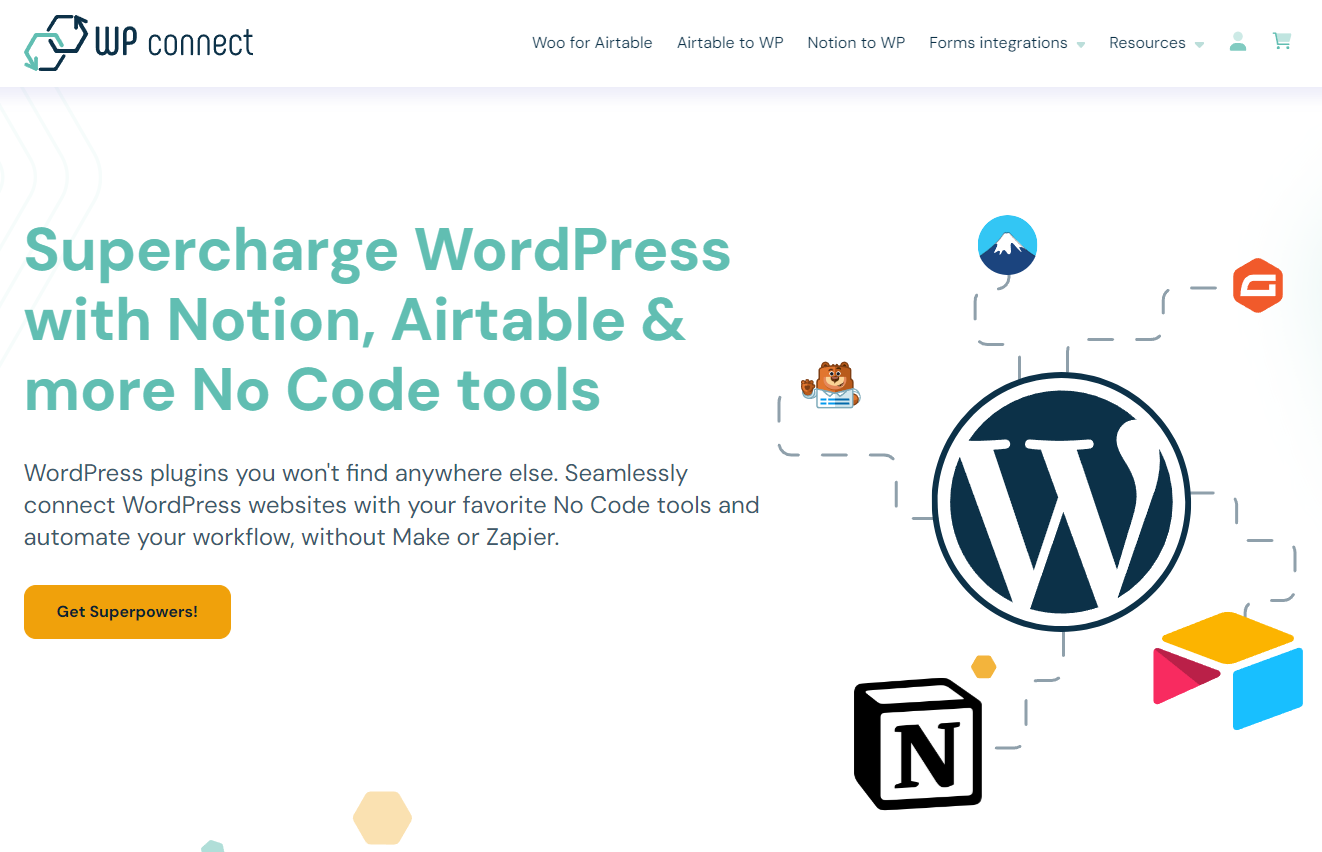 WP connect
Woo for Airtable
Airtable to WP
Notion to WP
Forms integrations
Resources
Supercharge WordPress
with Notion, Airtable &
more No Code tools
WordPress plugins you won't find anywhere else. Seamlessly
connect WordPress websites with your favorite No Code tools and
automate your workflow, without Make or Zapier.
Get Superpowers!
G
W
N